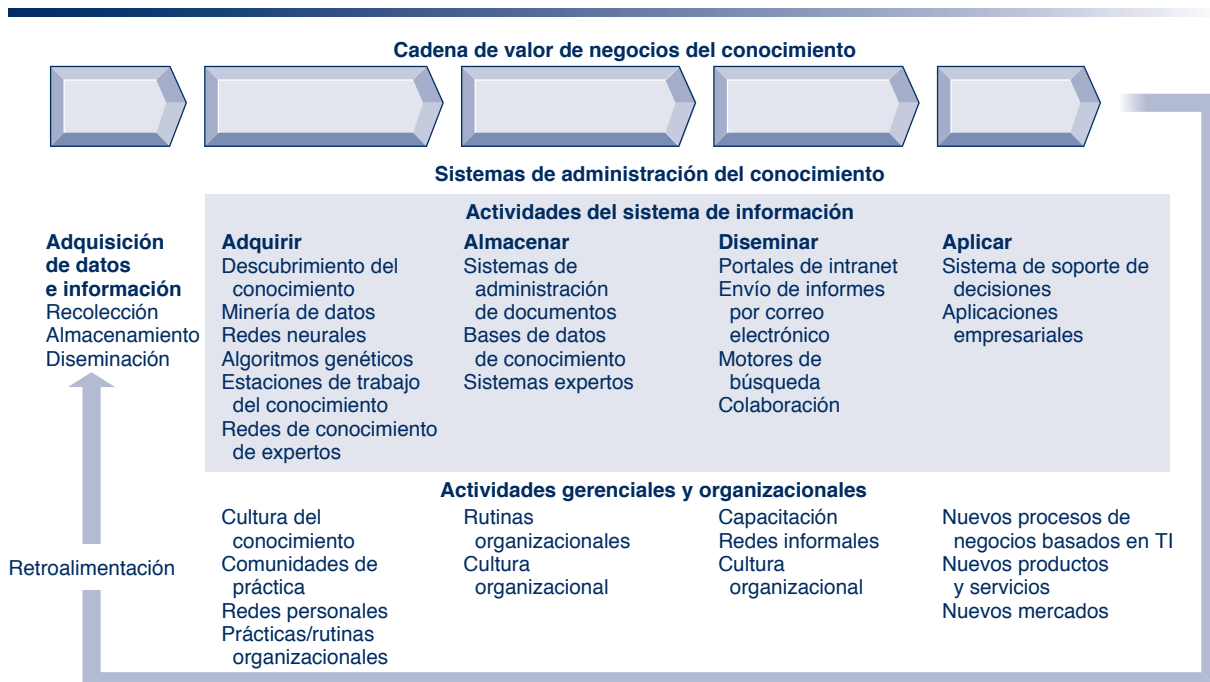 Cadena de valor de negocios del conocimiento
Sistemas de administración del conocimiento
Actividades del sistema de información
Adquisición
de datos
e información
Recolección
Almacenamiento
Diseminación
Adquirir
Descubrimiento del
conocimiento
Minería de datos
Redes neurales
Algoritmos genéticos
Estaciones de trabajo
del conocimiento
Redes de conocimiento
de expertos
Almacenar
Sistemas de
administración
de documentos
Bases de datos
de conocimiento
Sistemas expertos
Diseminar
Portales de intranet
Envío de informes
por correo
electrónico
Motores de
búsqueda
Colaboración
Aplicar
Sistema de soporte de
decisiones
Aplicaciones
empresariales
Actividades gerenciales y organizacionales
Retroalimentación
Cultura del
conocimiento
Comunidades de
práctica
Redes personales
Prácticas/rutinas
organizacionales
Rutinas
organizacionales
Cultura
organizacional
Capacitación
Redes informales
Cultura
organizacional
Nuevos procesos de
negocios basados en TI
Nuevos productos
y servicios
Nuevos mercados